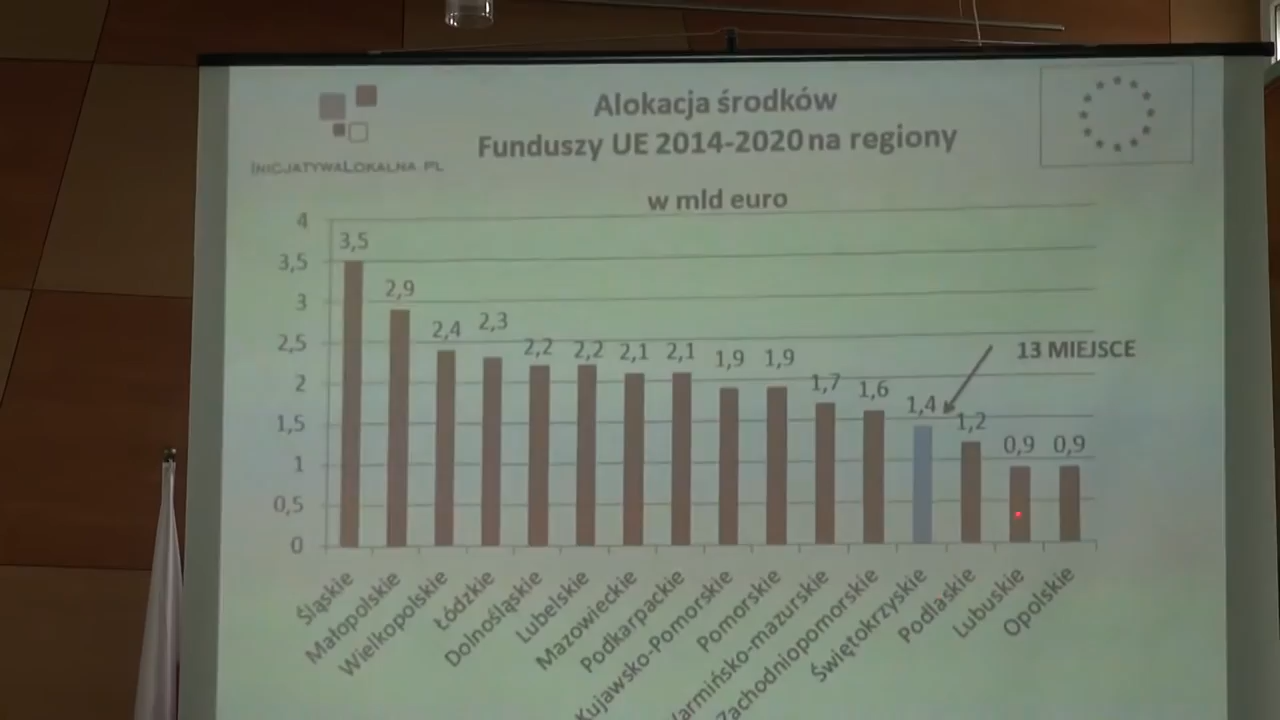 Alokacja środków
Funduszy UE 2014-2020 na regiony
INICJATYWALOKALNA PL
w mld euro
4
3,5
3
2,5
2
1,5
1
0,5
0
3,5
2,9
2,4
2,3
2,2
2,2
2,1
2,1
1,9
1,9
1,7
1,6
1,4
1,2
0,9
0,9
13 MIEJSCE
Śląskie
Małopolskie
Wielkopolskie
Łódzkie
Dolnośląskie
Lubelskie
Mazowieckie
Podkarpackie
Kujawsko-Pomorskie
Pomorskie
armińsko-mazurskie
Zachodniopomorskie
Świętokrzyskie
Podlaskie
Lubuskie
Opolskie